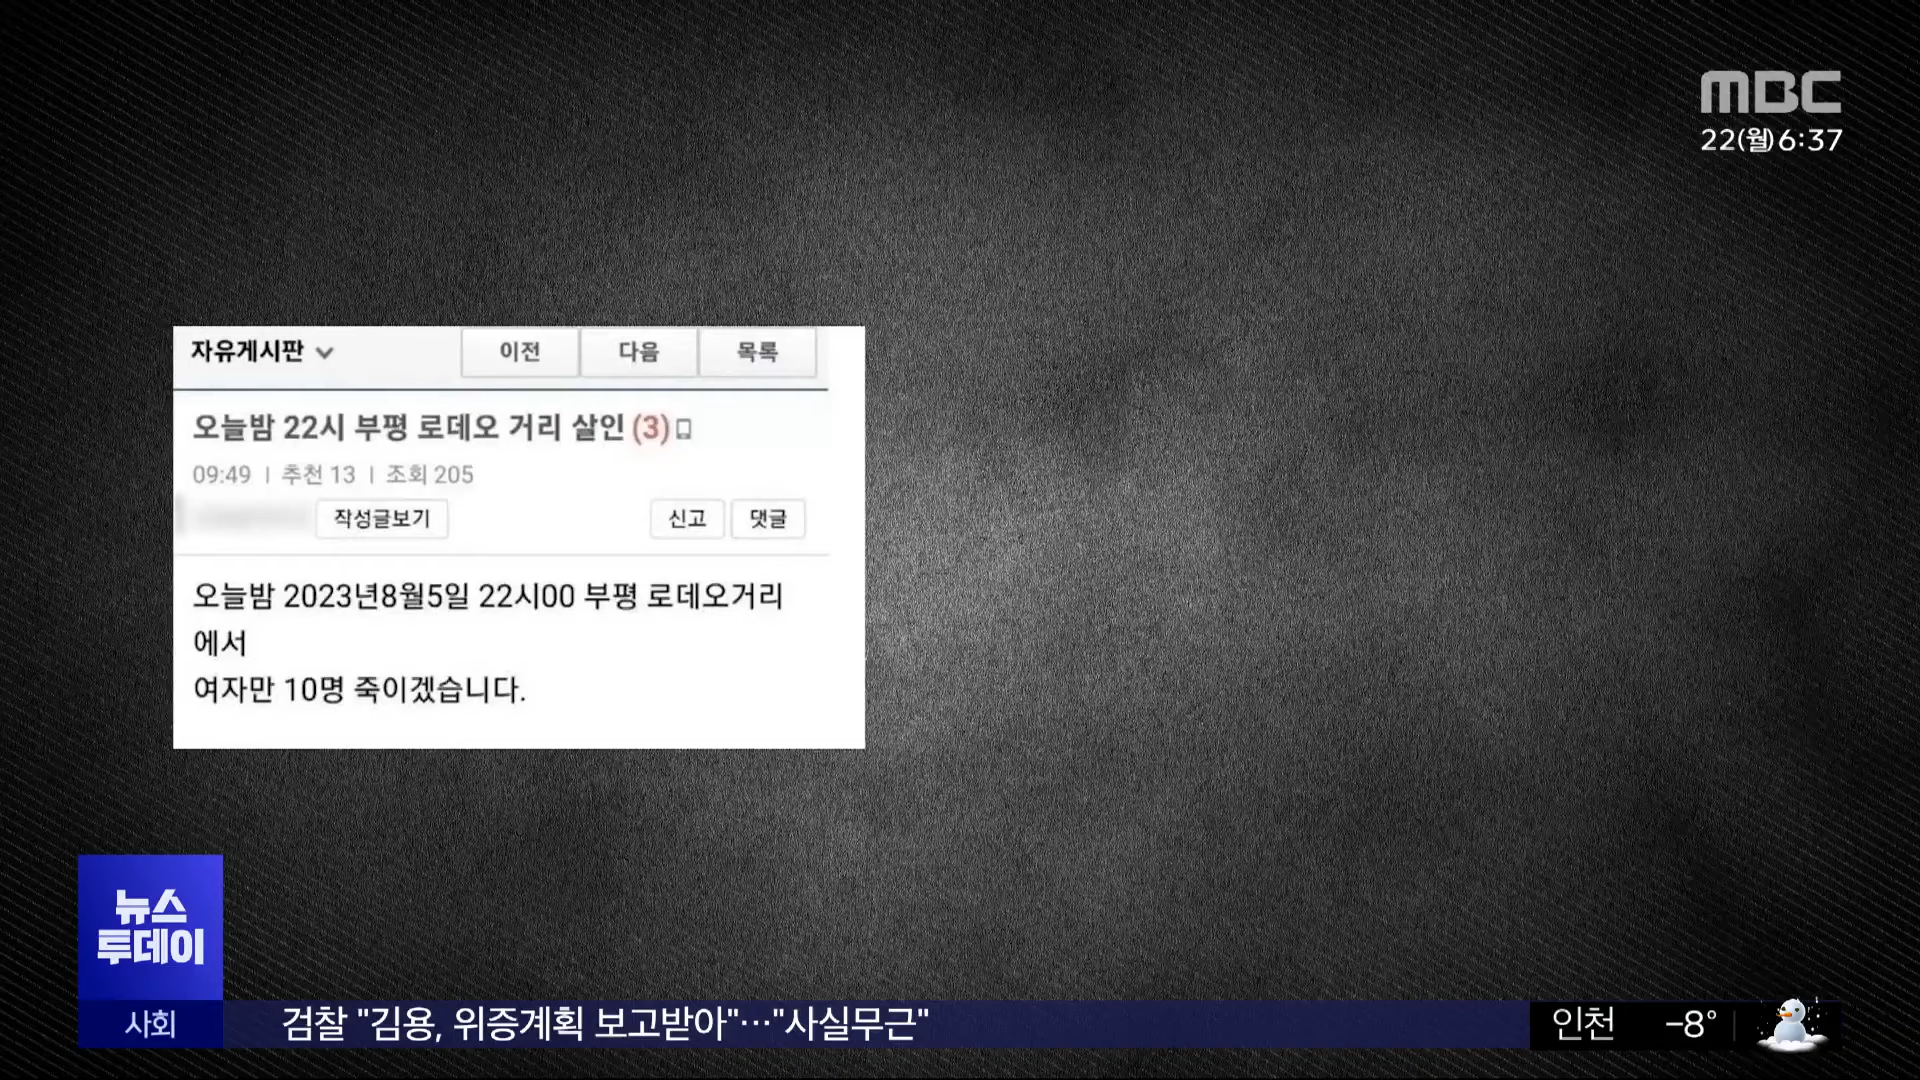 MBC
22(월)6:37
자유게시판
이전
다음
목록
오늘밤 22시 부평 로데오 거리 살인 (3)
09:49 | 추천 13 | 조회 205
작성글보기
신고
댓글
오늘밤 2023년8월5일 22시00 부평 로데오거리
에서
여자만 10명 죽이겠습니다.
뉴스
투데이
사회
검찰 "김용, 위증계획 보고받아"…"사실무근"
인천 -8°